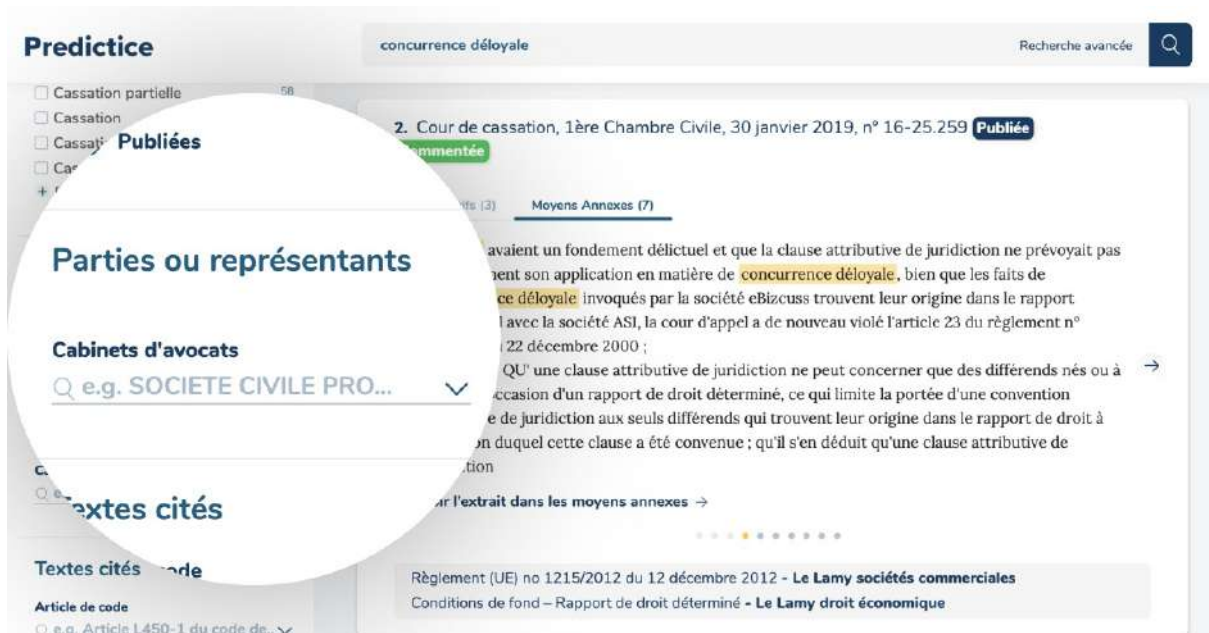 Predictice
concurrence déloyale
Recherche avancée
Cassation partielle 58
Cassation
Publiées
Parties ou représentants
Cabinets d'avocats
e.g. SOCIETE CIVILE PRO...
Textes cités
Article de code
e.g. Article L450-1 du code de...
2. Cour de cassation, 1ère Chambre Civile, 30 janvier 2019, n° 16-25.259 Publiée
mmentée
(3) Moyens Annexes (7)
avaient un fondement délictuel et que la clause attributive de juridiction ne prévoyait pas
ent son application en matière de concurrence déloyale, bien que les faits de
ce déloyale invoqués par la société eBizcuss trouvent leur origine dans le rapport
avec la société ASI, la cour d'appel a de nouveau violé l'article 23 du règlement n°
22 décembre 2000 ;
QU' une clause attributive de juridiction ne peut concerner que des différends nés ou à
ccasion d'un rapport de droit déterminé, ce qui limite la portée d'une convention
e de juridiction aux seuls différends qui trouvent leur origine dans le rapport de droit à
on duquel cette clause a été convenue ; qu'il s'en déduit qu'une clause attributive de
tion
r l'extrait dans les moyens annexes →
Règlement (UE) no 1215/2012 du 12 décembre 2012 - Le Lamy sociétés commerciales
Conditions de fond – Rapport de droit déterminé - Le Lamy droit économique